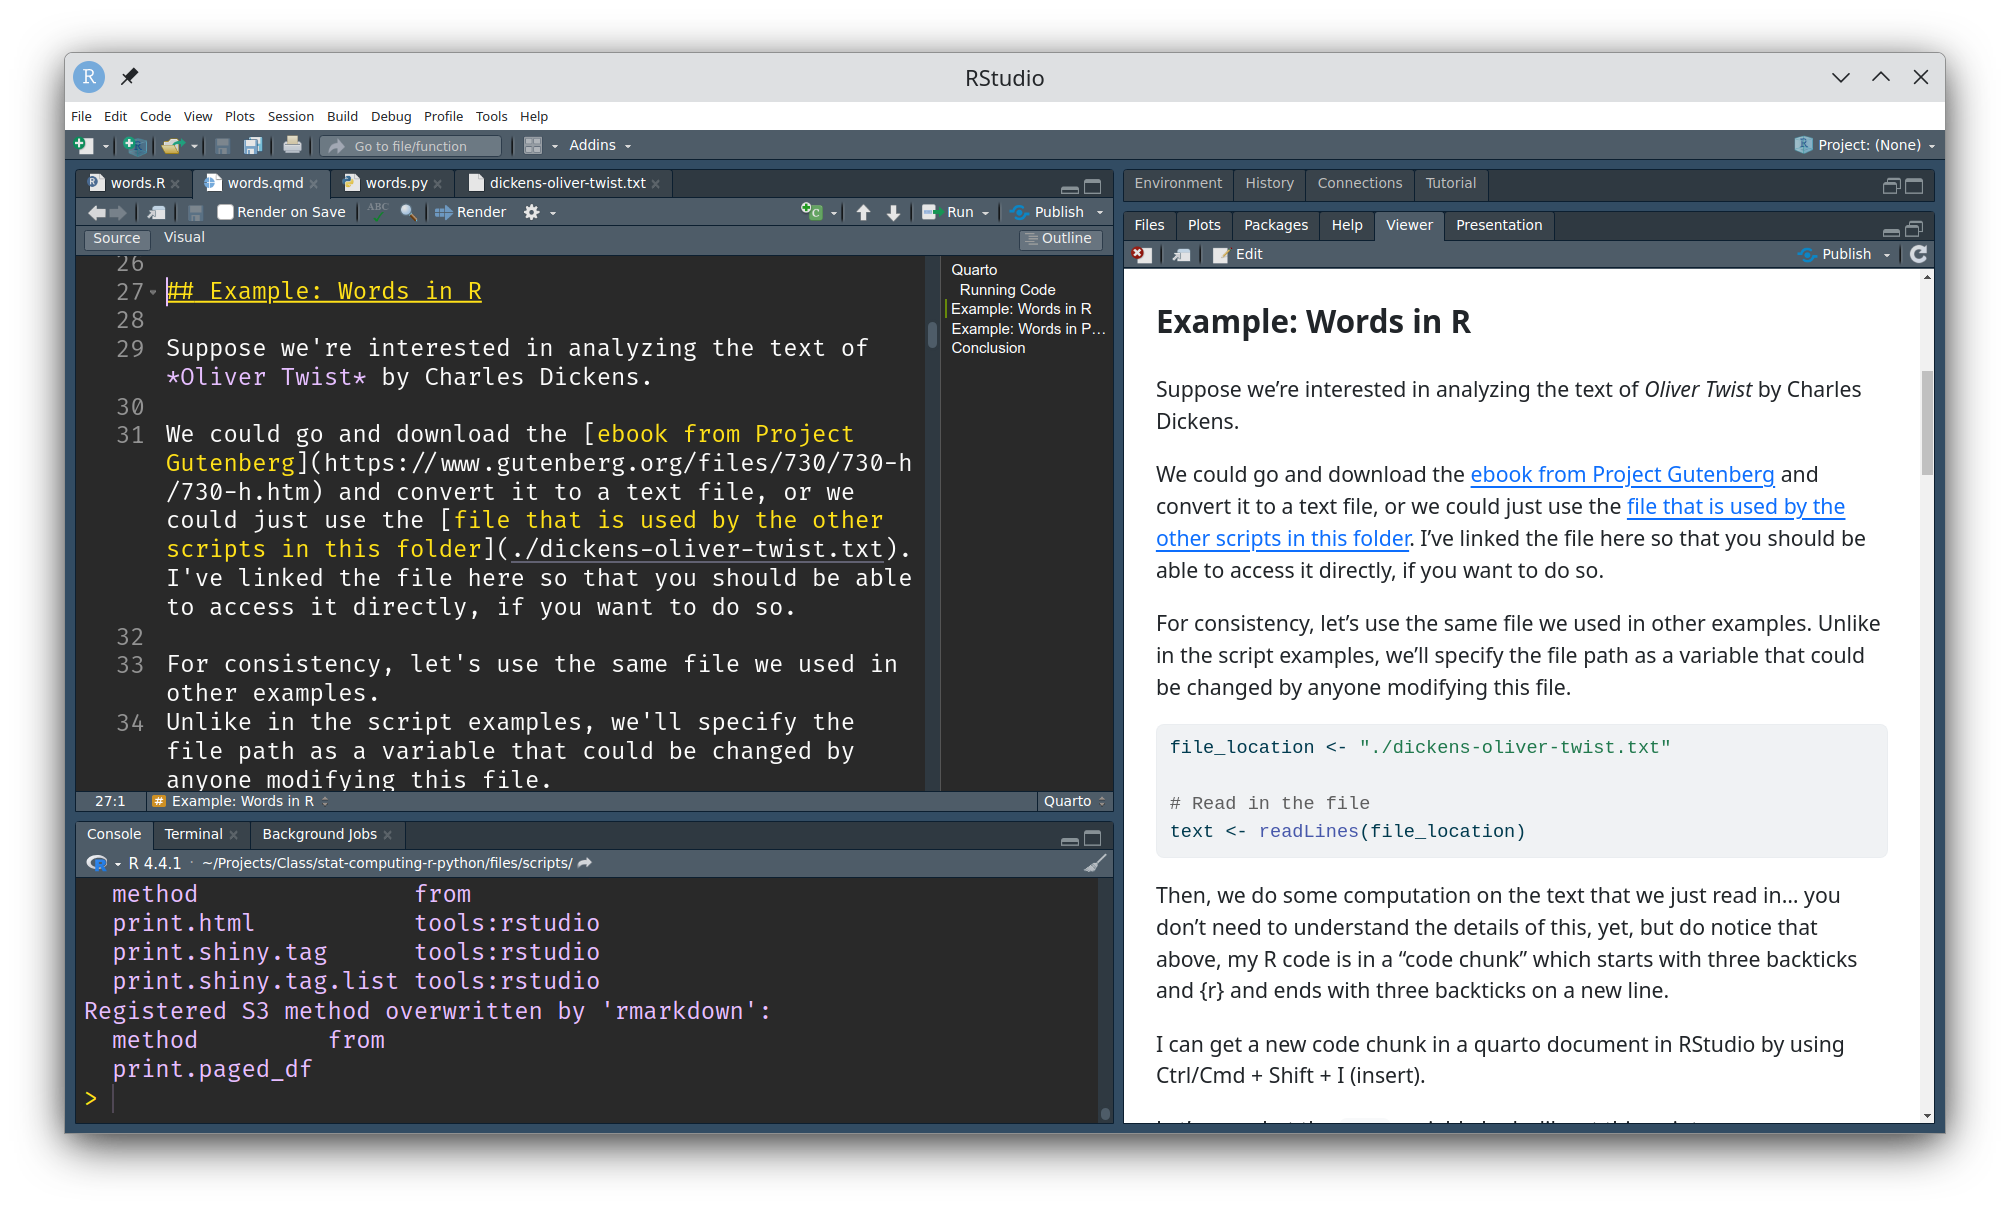 R
RStudio
File Edit Code View Plots Session Build Debug Profile Tools Help
Go to file/function
Addins
Project: (None)
words.R
words.qmd
words.py
dickens-oliver-twist.txt
Render on Save
ABC
Render
Run
Publish
Source
Visual
Outline
26
27 ## Example: Words in R
28
29 Suppose we're interested in analyzing the text of
*Oliver Twist* by Charles Dickens.
30
31 We could go and download the [ebook from Project
Gutenberg](https://www.gutenberg.org/files/730/730-h
/730-h.htm) and convert it to a text file, or we
could just use the [file that is used by the other
scripts in this folder](./dickens-oliver-twist.txt).
I've linked the file here so that you should be able
to access it directly, if you want to do so.
32
33 For consistency, let's use the same file we used in
other examples.
34 Unlike in the script examples, we'll specify the
file path as a variable that could be changed by
anyone modifying this file.
Quarto
Running Code
Example: Words in R
Example: Words in P...
Conclusion
27:1
# Example: Words in R
Quarto
Console
Terminal
Background Jobs
R 4.4.1 · ~/Projects/Class/stat-computing-r-python/files/scripts/
method from
print.html tools:rstudio
print.shiny.tag tools:rstudio
print.shiny.tag.list tools:rstudio
Registered S3 method overwritten by 'rmarkdown':
method from
print.paged_df
>
Environment
History
Connections
Tutorial
Files
Plots
Packages
Help
Viewer
Presentation
Edit
Publish
Example: Words in R
Suppose we’re interested in analyzing the text of Oliver Twist by Charles
Dickens.
We could go and download the ebook from Project Gutenberg and
convert it to a text file, or we could just use the file that is used by the
other scripts in this folder. I’ve linked the file here so that you should be
able to access it directly, if you want to do so.
For consistency, let’s use the same file we used in other examples. Unlike
in the script examples, we’ll specify the file path as a variable that could
be changed by anyone modifying this file.
file_location <- "./dickens-oliver-twist.txt"
# Read in the file
text <- readLines(file_location)
Then, we do some computation on the text that we just read in… you
don’t need to understand the details of this, yet, but do notice that
above, my R code is in a “code chunk” which starts with three backticks
and {r} and ends with three backticks on a new line.
I can get a new code chunk in a quarto document in RStudio by using
Ctrl/Cmd + Shift + I (insert).